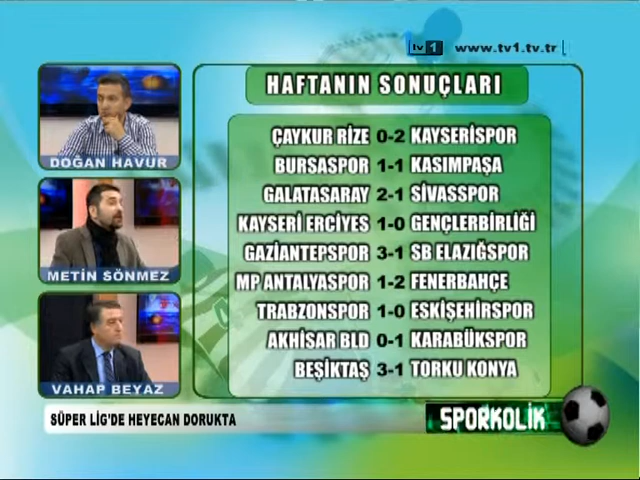 tv1 www.tv1.tv.tr
HAFTANIN SONUÇLARI
ÇAYKUR RİZE 0-2 KAYSERİSPOR
BURSASPOR 1-1 KASIMPAŞA
GALATASARAY 2-1 SİVASSPOR
KAYSERİ ERCİYES 1-0 GENÇLERBİRLİĞİ
GAZİANTEPSPOR 3-1 SB ELAZIĞSPOR
MP ANTALYASPOR 1-2 FENERBAHÇE
TRABZONSPOR 1-0 ESKİŞEHİRSPOR
AKHİSAR BLD 0-1 KARABÜKSPOR
BEŞİKTAŞ 3-1 TORKU KONYA
DOĞAN HAVUR
METİN SÖNMEZ
VAHAP BEYAZ
SÜPER LİG'DE HEYECAN DORUKTA
SPORKOLİK